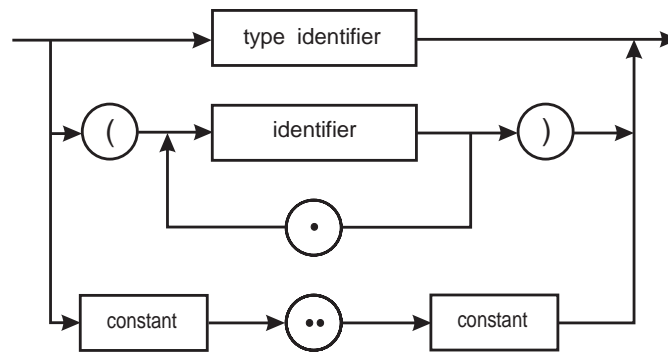 type identifier
( identifier )
•
constant •• constant